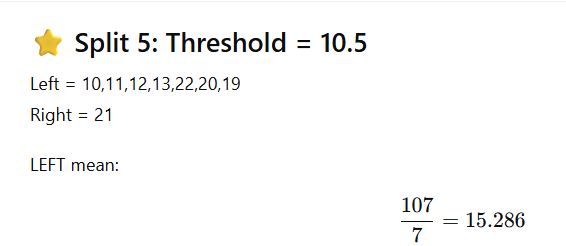 ⭐ Split 5: Threshold = 10.5
Left = 10,11,12,13,22,20,19
Right = 21
LEFT mean:
107/7 = 15.286